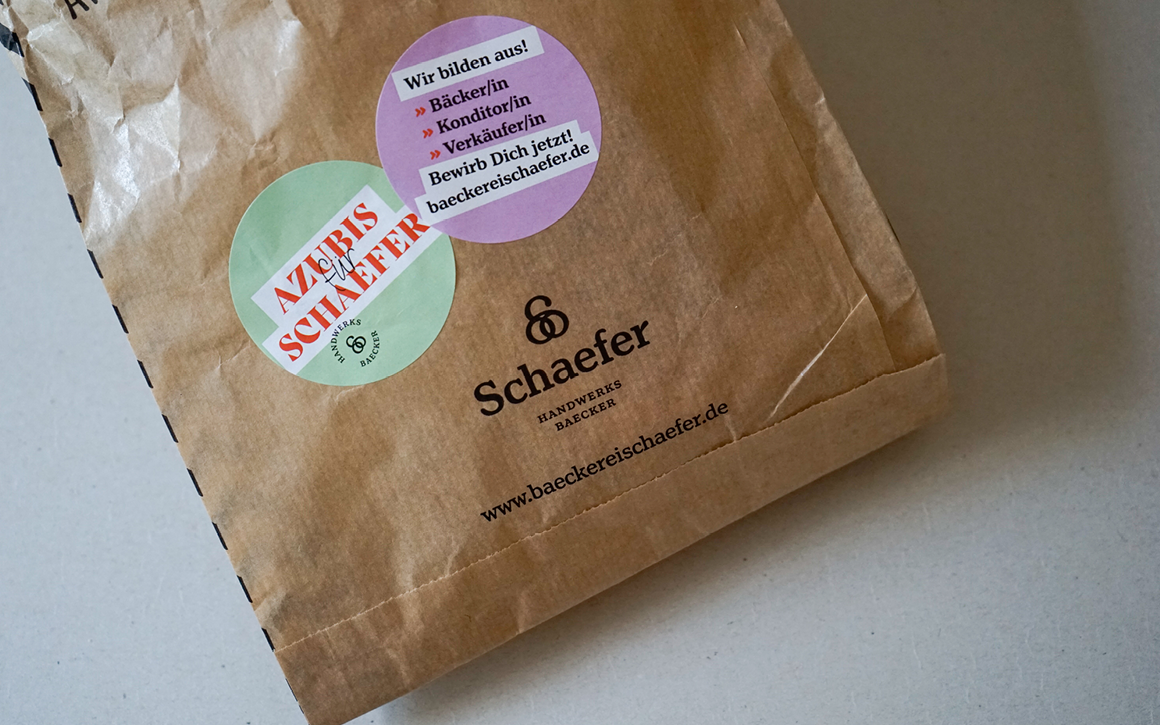 Wir bilden aus!
» Bäcker/in
» Konditor/in
» Verkäufer/in
Bewirb Dich jetzt!
baeckereischaefer.de
AZUBIS
für
SCHAEFER
HANDWERKS
BAECKER
Schaefer
HANDWERKS
BAECKER
www.baeckereischaefer.de